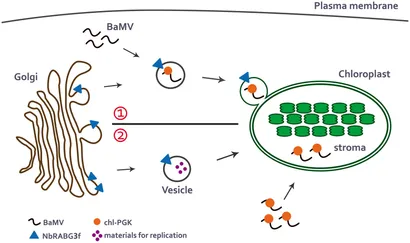 Plasma membrane
BaMV
Golgi
Chloroplast
①
②
stroma
Vesicle
BaMV
chl-PGK
NbRABG3f
materials for replication